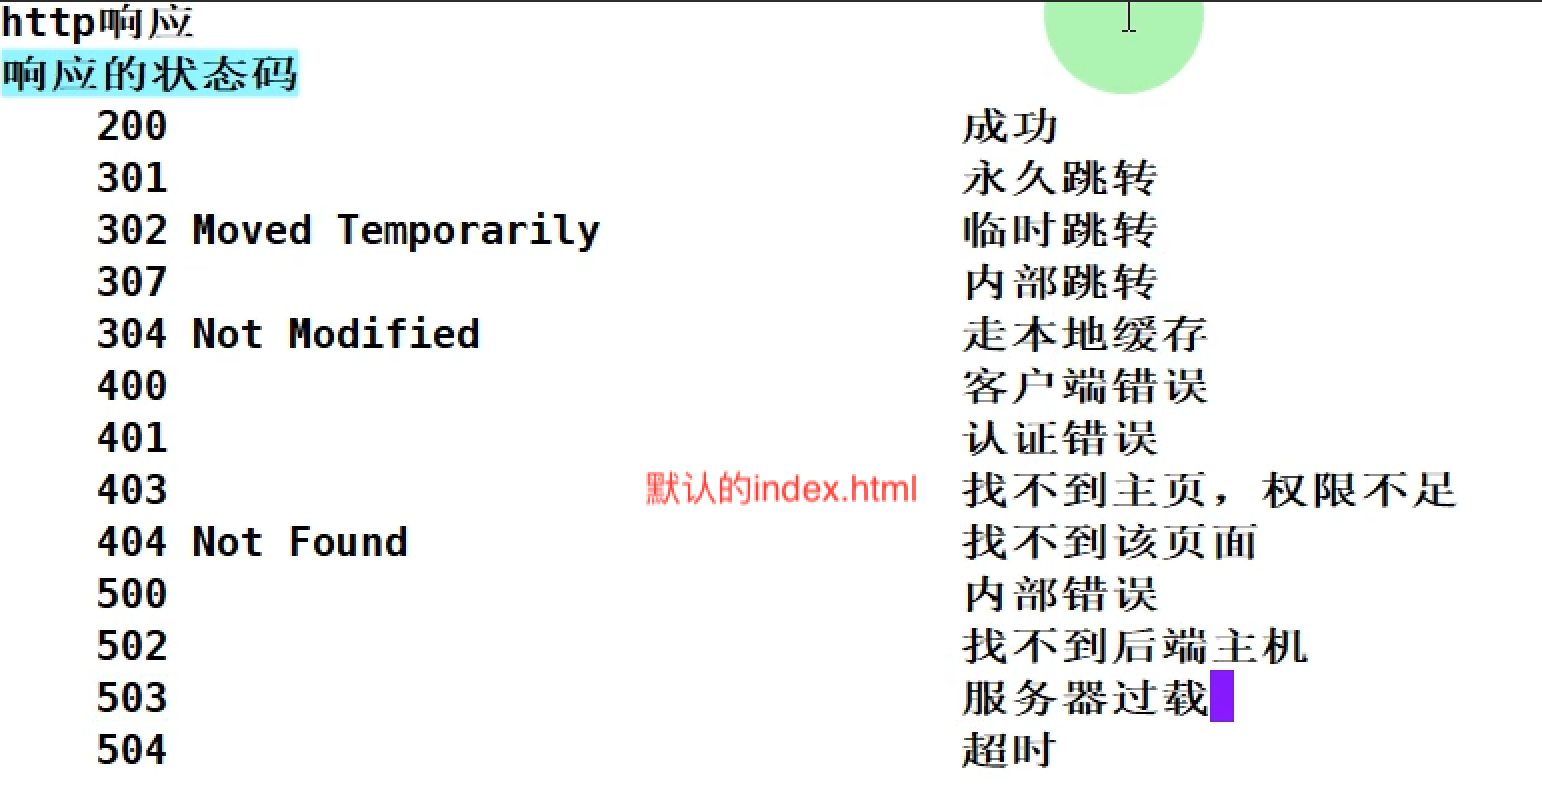 http响应
响应的状态码
200 成功
301 永久跳转
302 Moved Temporarily 临时跳转
307 内部跳转
304 Not Modified 走本地缓存
400 客户端错误
401 认证错误
403 默认的index.html 找不到主页，权限不足
404 Not Found 找不到该页面
500 内部错误
502 找不到后端主机
503 服务器过载
504 超时